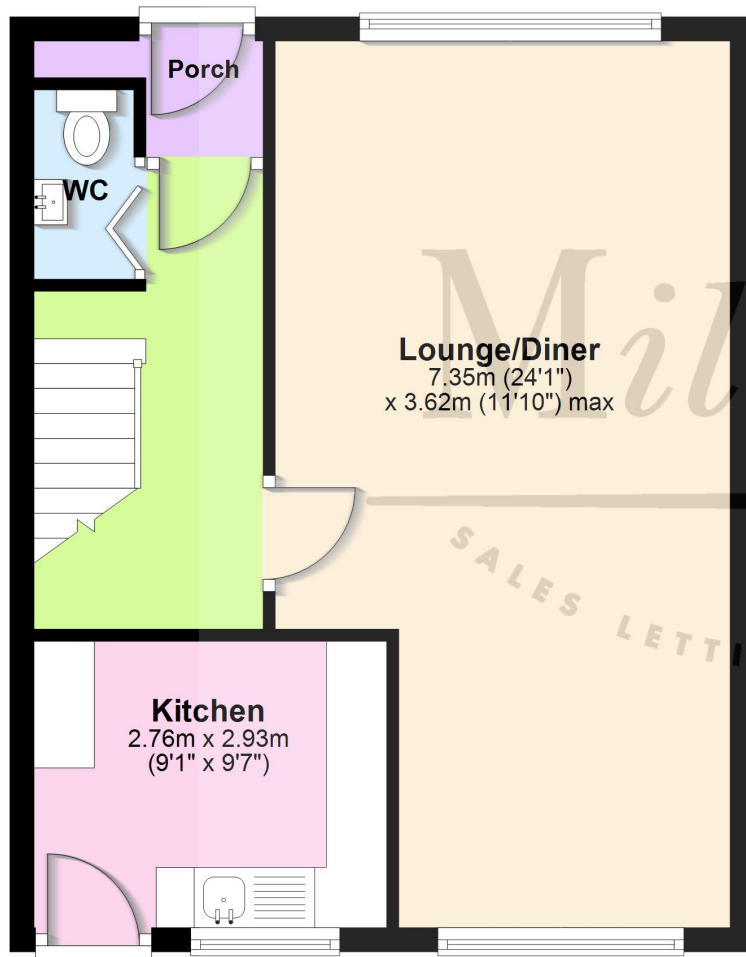 Porch
WC
Lounge/Diner
7.35m (24'1")
x 3.62m (11'10") max
Mil
SALES LETTI
Kitchen
2.76m x 2.93m
(9'1" x 9'7")